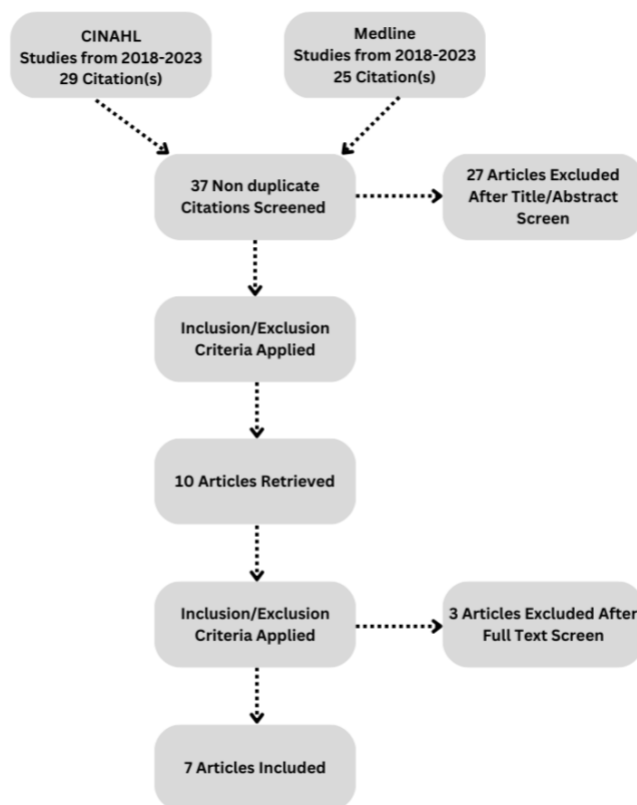 CINAHL
Studies from 2018-2023
29 Citation(s)
Medline
Studies from 2018-2023
25 Citation(s)
37 Non duplicate
Citations Screened
27 Articles Excluded
After Title/Abstract
Screen
Inclusion/Exclusion
Criteria Applied
10 Articles Retrieved
Inclusion/Exclusion
Criteria Applied
3 Articles Excluded After
Full Text Screen
7 Articles Included